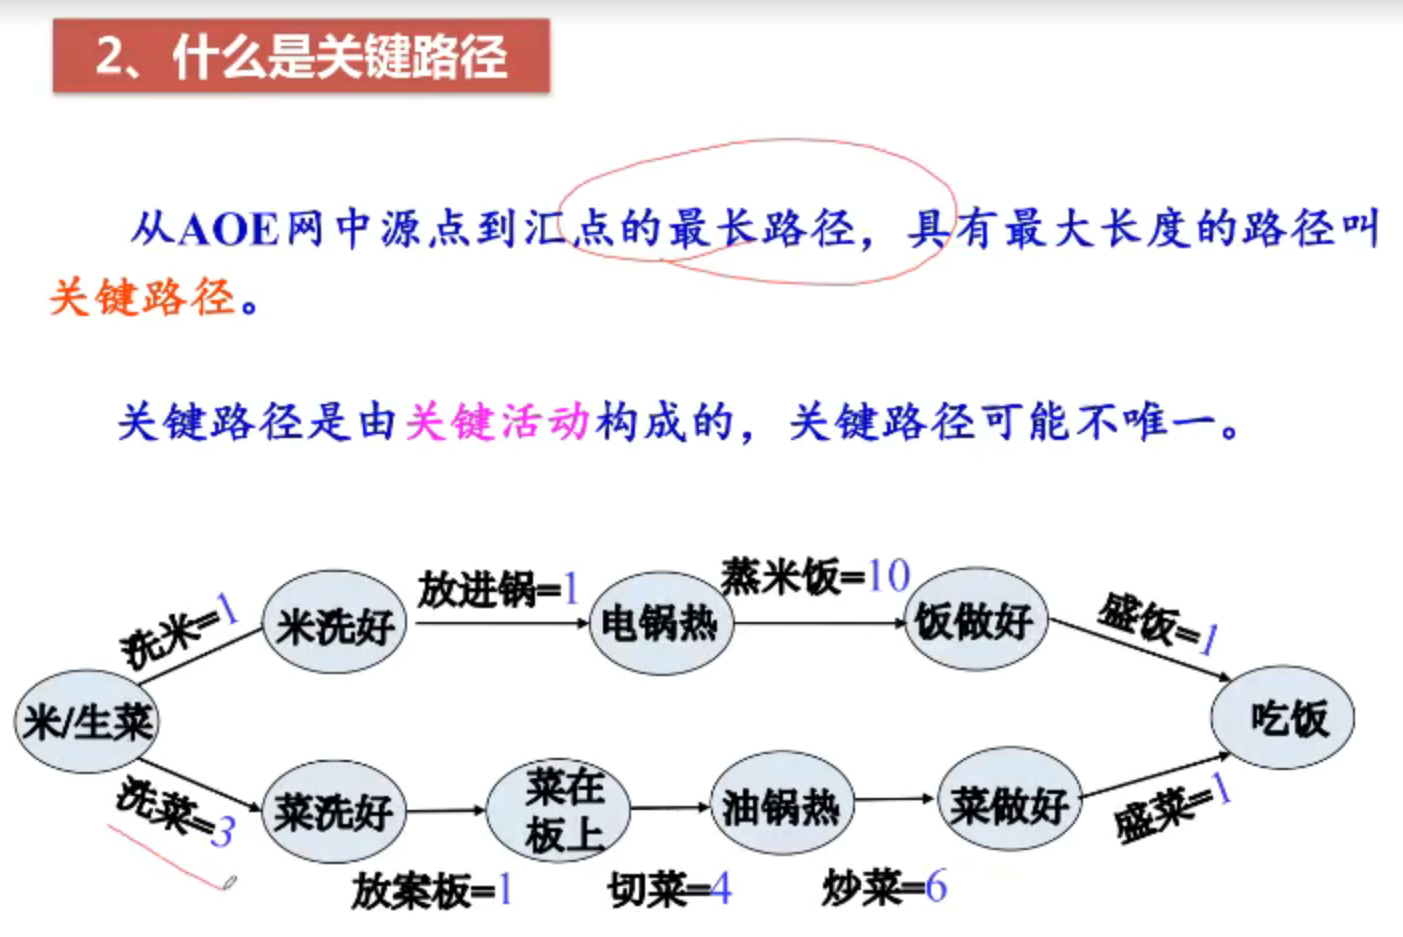 2、什么是关键路径
从AOE网中源点到汇点的最长路径，具有最大长度的路径叫
关键路径。
关键路径是由关键活动构成的，关键路径可能不唯一。
洗米=1
米洗好
放进锅=1
电锅热
蒸米饭=10
饭做好
盛饭=1
米/生菜
吃饭
洗菜=3
菜洗好
菜在
板上
油锅热
菜做好
盛菜=1
放案板=1
切菜=4
炒菜=6